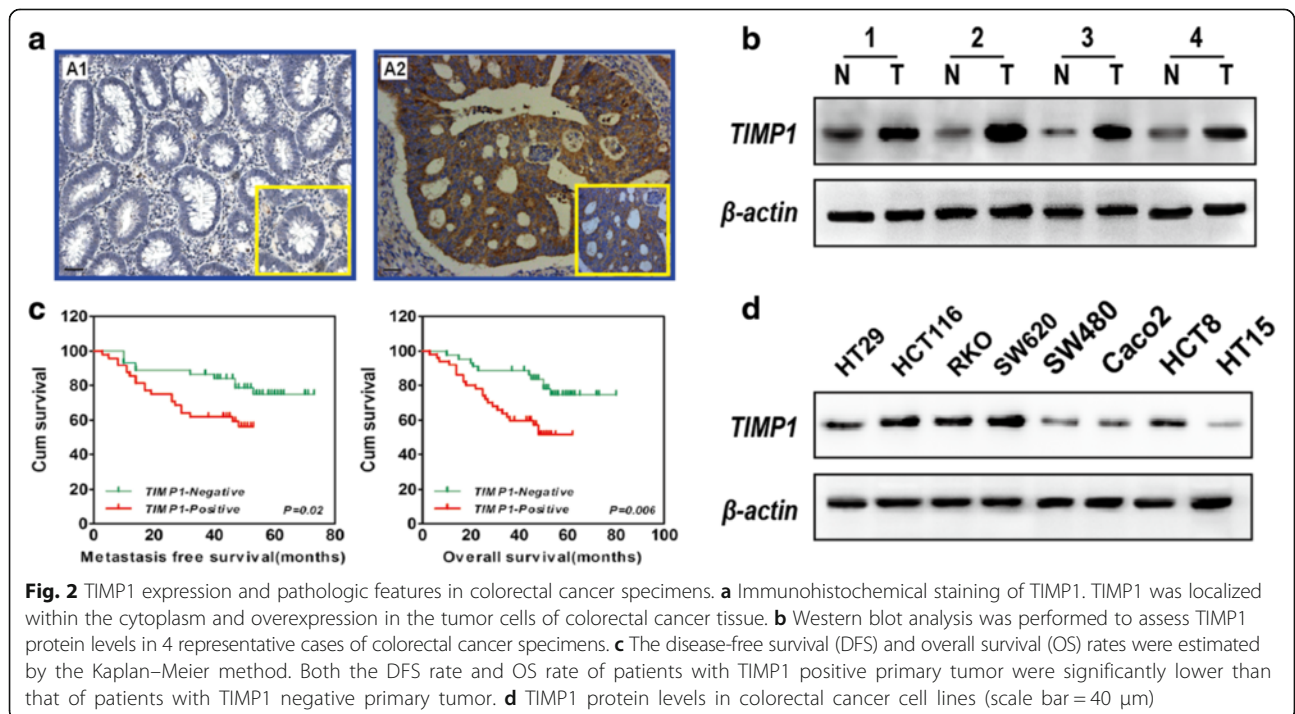 a
A1
A2
b
1 2 3 4
N T N T N T N T
TIMP1
β-actin
c
120
100
80
60
40
20
0
Cum survival
TIMP1-Negative
TIMP1-Positive
P=0.02
0 20 40 60 80
Metastasis free survival(months)
120
100
80
60
40
20
0
Cum survival
TIMP1-Negative
TIMP1-Positive
P=0.006
0 20 40 60 80 100
Overall survival(months)
d
HT29 HCT116 RKO SW620 SW480 Caco2 HCT8 HT15
TIMP1
β-actin
Fig. 2 TIMP1 expression and pathologic features in colorectal cancer specimens. a Immunohistochemical staining of TIMP1. TIMP1 was localized
within the cytoplasm and overexpression in the tumor cells of colorectal cancer tissue. b Western blot analysis was performed to assess TIMP1
protein levels in 4 representative cases of colorectal cancer specimens. c The disease-free survival (DFS) and overall survival (OS) rates were estimated
by the Kaplan–Meier method. Both the DFS rate and OS rate of patients with TIMP1 positive primary tumor were significantly lower than
that of patients with TIMP1 negative primary tumor. d TIMP1 protein levels in colorectal cancer cell lines (scale bar = 40 μm)